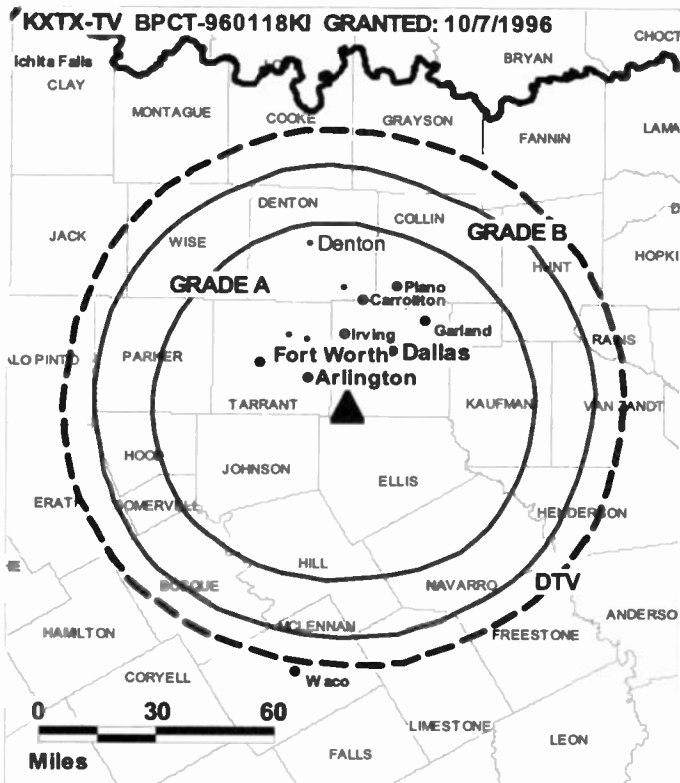 KXTX-TV BPCT-960118KI GRANTED: 10/7/1996
CHOCT
BRYAN
ichita Falls
CLAY
MONTAGUE
COOKE
GRAYSON
FANNIN
LAMA
DENTON
COLLIN
JACK
WISE
Denton
GRADE B
HUNT
HOPKI
GRADE A
Plano
Carrollton
Garland
Irving
RAINS
ALO PINTO
PARKER
Fort Worth
Dallas
Arlington
TARRANT
KAUFMAN
VAN ZANDT
HOOD
JOHNSON
ELLIS
ERATH
SOMERVELL
HENDERSON
HILL
NAVARRO
DTV
BOSQUE
MCLENNAN
ANDERSO
HAMILTON
FREESTONE
CORYELL
Waco
0 30 60
LIMESTONE
LEON
Miles
FALLS